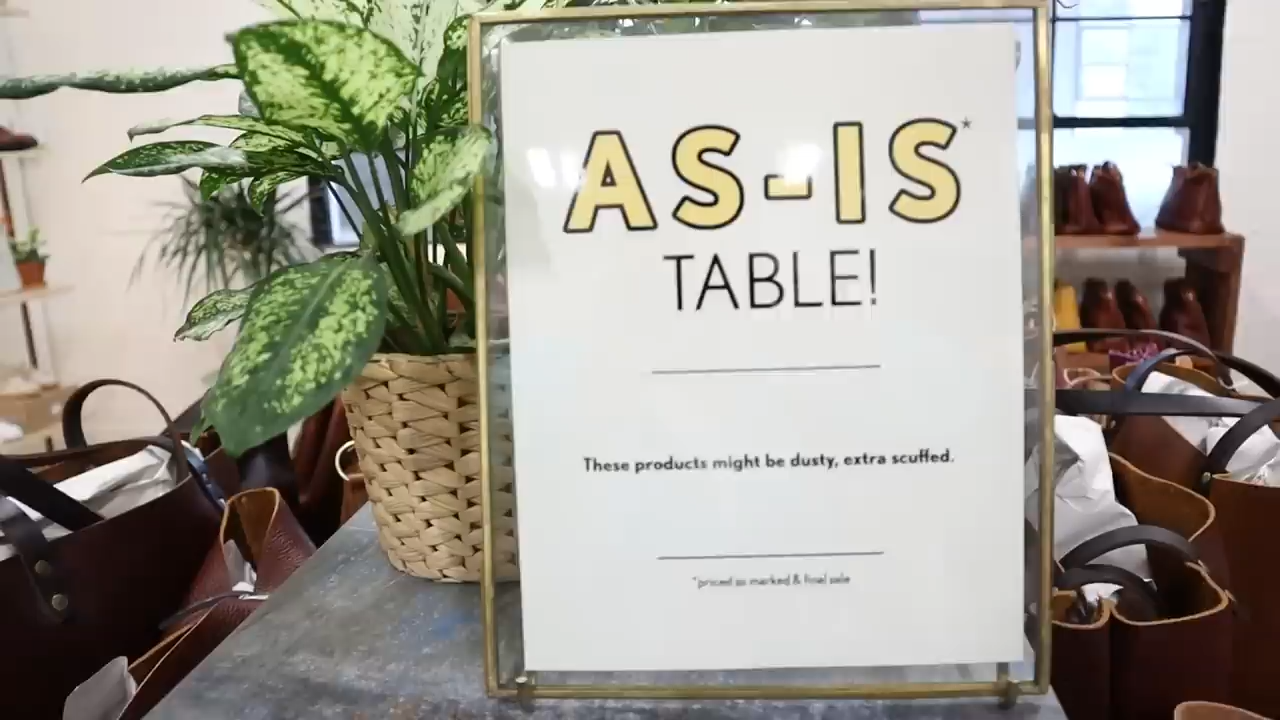 AS-IS*
TABLE!
These products might be dusty, extra scuffed.
*priced as marked & final sale